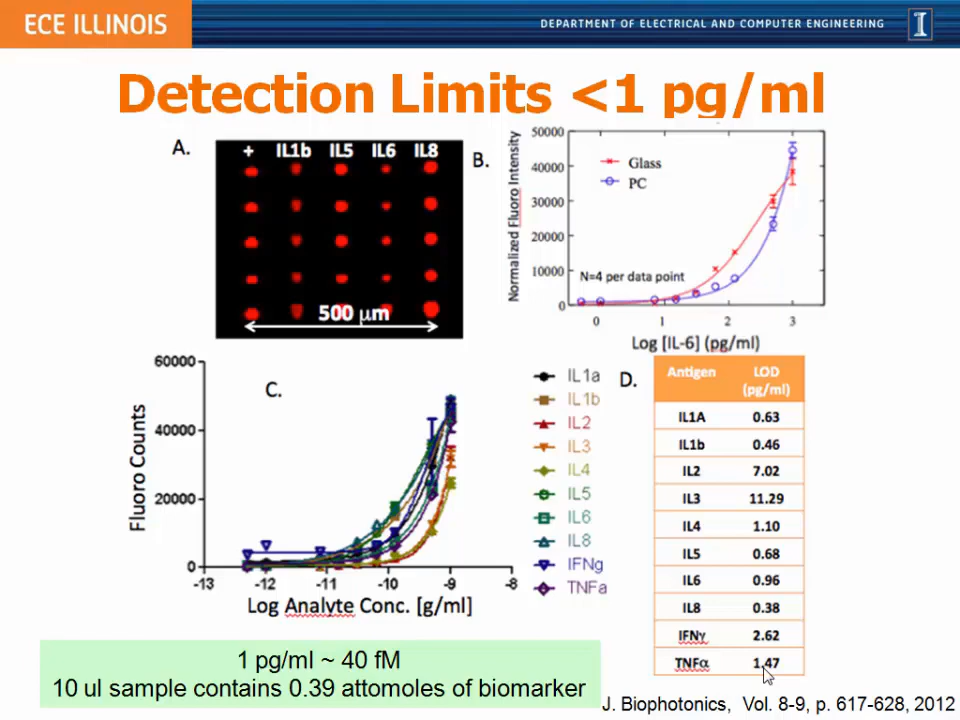 ECE ILLINOIS
DEPARTMENT OF ELECTRICAL AND COMPUTER ENGINEERING
I
Detection Limits <1 pg/ml
A.
+ IL1b IL5 IL6 IL8
500 µm
B.
Normalized Fluoro Intensity
50000
40000
30000
20000
10000
0
Glass
PC
N=4 per data point
0 1 2 3
Log [IL-6] (pg/ml)
C.
Fluoro Counts
60000
40000
20000
0
-13 -12 -11 -10 -9 -8
Log Analyte Conc. [g/ml]
IL1a
IL1b
IL2
IL3
IL4
IL5
IL6
IL8
IFNg
TNFa
D.
Antigen LOD
(pg/ml)
IL1A 0.63
IL1b 0.46
IL2 7.02
IL3 11.29
IL4 1.10
IL5 0.68
IL6 0.96
IL8 0.38
IFNγ 2.62
TNFα 1.47
1 pg/ml ~ 40 fM
10 ul sample contains 0.39 attomoles of biomarker
J. Biophotonics, Vol. 8-9, p. 617-628, 2012